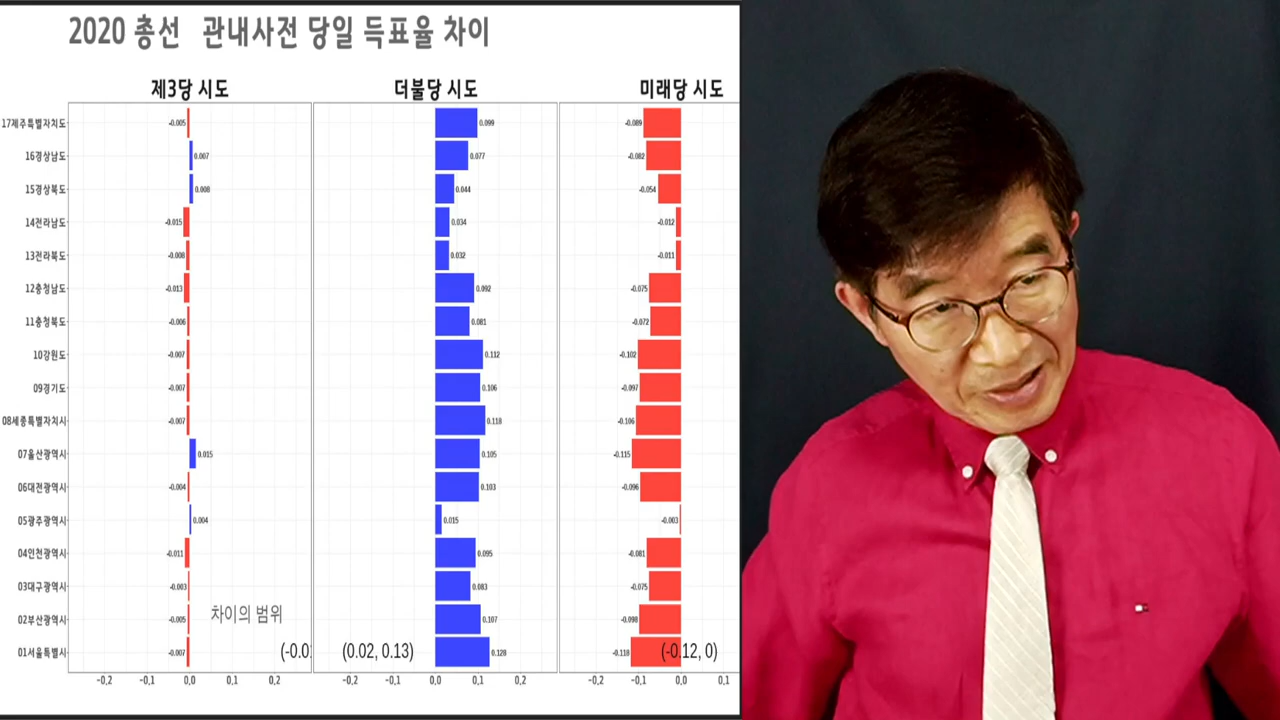 2020 총선 관내사전 당일 득표율 차이
제3당 시도 더불당 시도 미래당 시도
17제주특별자치도 -0.005 0.099 -0.089
16경상남도 0.007 0.077 -0.082
15경상북도 0.008 0.044 -0.054
14전라남도 -0.015 0.034 -0.012
13전라북도 -0.008 0.032 -0.011
12충청남도 -0.013 0.092 -0.075
11충청북도 -0.006 0.081 -0.072
10강원도 -0.007 0.112 -0.102
09경기도 -0.007 0.106 -0.097
08세종특별자치시 -0.007 0.118 -0.106
07울산광역시 0.015 0.105 -0.115
06대전광역시 -0.004 0.103 -0.096
05광주광역시 0.004 0.015 -0.003
04인천광역시 -0.011 0.095 -0.081
03대구광역시 -0.003 0.083 -0.075
차이의 범위
02부산광역시 -0.005 0.107 -0.098
01서울특별시 -0.007 (-0.0 (0.02, 0.13) 0.128 -0.118 (-0.12, 0)
-0,2 -0,1 0,0 0,1 0,2 -0,2 -0,1 0,0 0,1 0,2 -0,2 -0,1 0,0 0,1